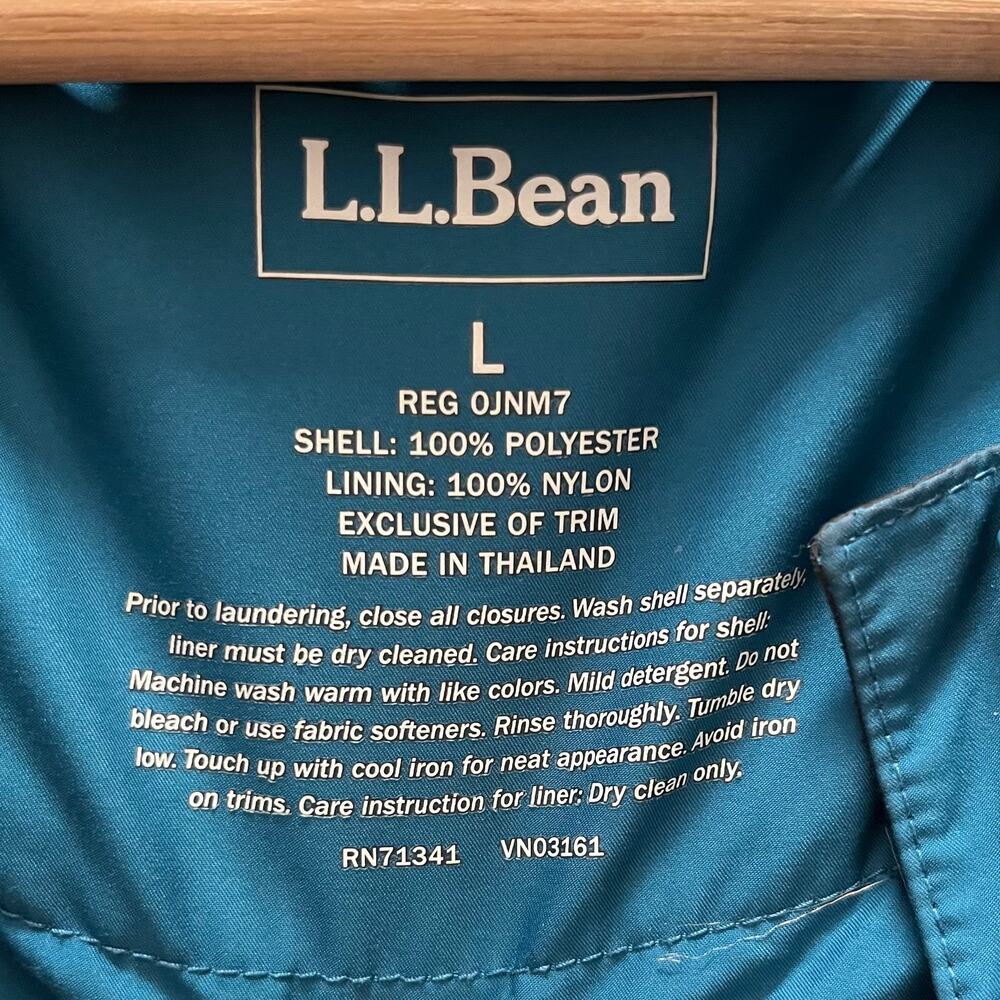 L.L.Bean
L
REG 0JNM7
SHELL: 100% POLYESTER
LINING: 100% NYLON
EXCLUSIVE OF TRIM
MADE IN THAILAND
Prior to laundering, close all closures. Wash shell separately,
liner must be dry cleaned. Care instructions for shell:
Machine wash warm with like colors. Mild detergent. Do not
bleach or use fabric softeners. Rinse thoroughly. Tumble dry
low. Touch up with cool iron for neat appearance. Avoid iron
on trims. Care instruction for liner: Dry clean only.
RN71341 VN03161